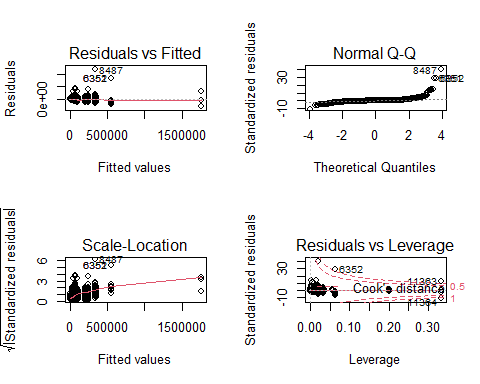 Residuals vs Fitted
Residuals
0e+00
8487
6352
0 500000 1500000
Fitted values
Normal Q-Q
Standardized residuals
-10 30
8487
6352
-4 -2 0 2 4
Theoretical Quantiles
Scale-Location
√|Standardized residuals|
0 3 6
8487
6352
0 500000 1500000
Fitted values
Residuals vs Leverage
Standardized residuals
-10 30
6352
11363
Cook's distance
11364
0.5
1
0.00 0.10 0.20 0.30
Leverage